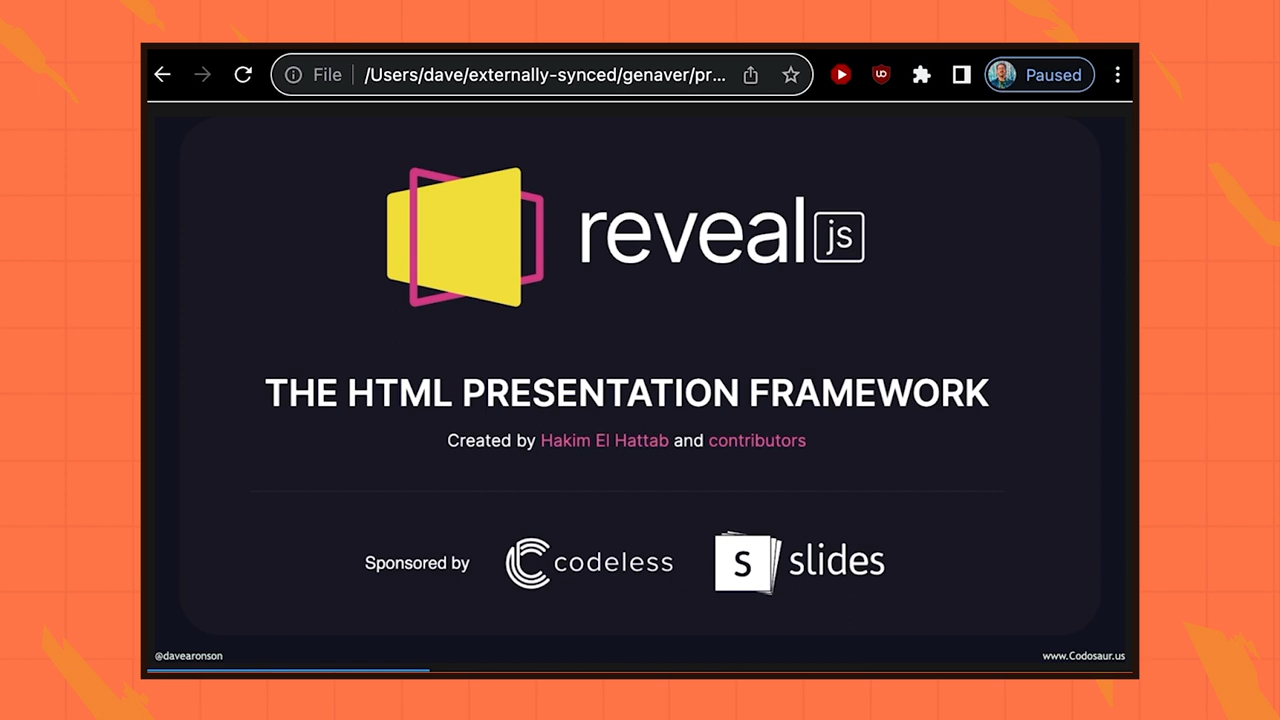 File /Users/dave/externally-synced/genaver/pr...
UD
Paused
reveal js
THE HTML PRESENTATION FRAMEWORK
Created by Hakim El Hattab and contributors
Sponsored by codeless S slides
@davearonson
www.Codosaur.us